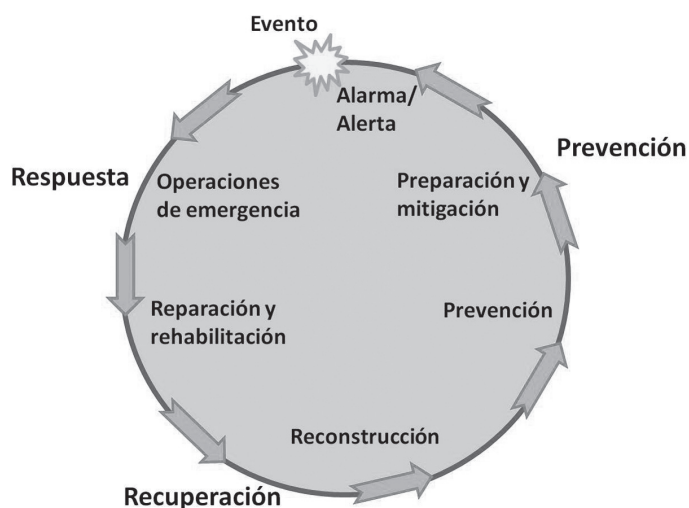 Evento
Alarma/
Alerta
Prevención
Respuesta
Operaciones
de emergencia
Preparación y
mitigación
Reparación y
rehabilitación
Prevención
Reconstrucción
Recuperación